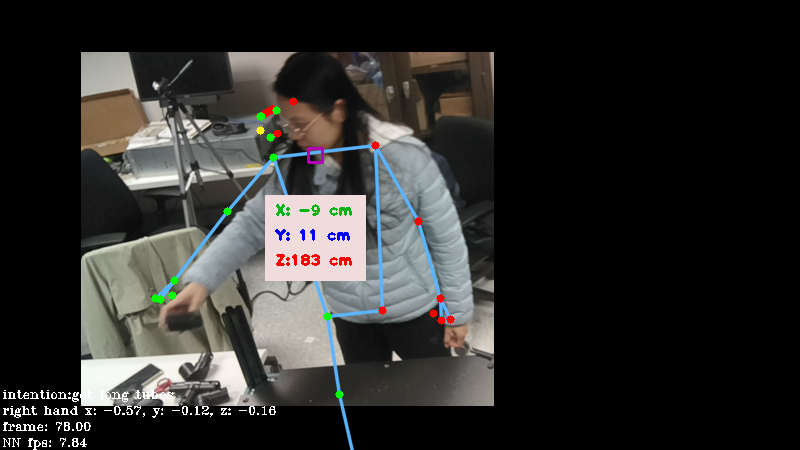 X: -9 cm
Y: 11 cm
Z:183 cm
intention:get long tubes
right hand x: -0.57, y: -0.12, z: -0.16
frame: 78.00
NN fps: 7.84